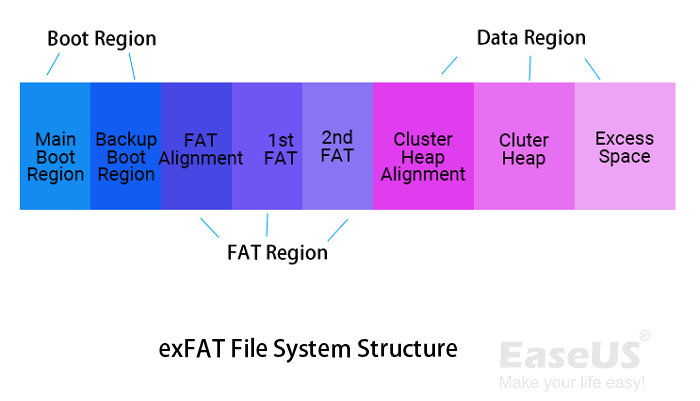 Boot Region
Data Region
Main
Boot
Region
Backup
Boot
Region
FAT
Alignment
1st
FAT
2nd
FAT
Cluster
Heap
Alignment
Cluter
Heap
Excess
Space
FAT Region
exFAT File System Structure
EaseUS®
Make your life easy!